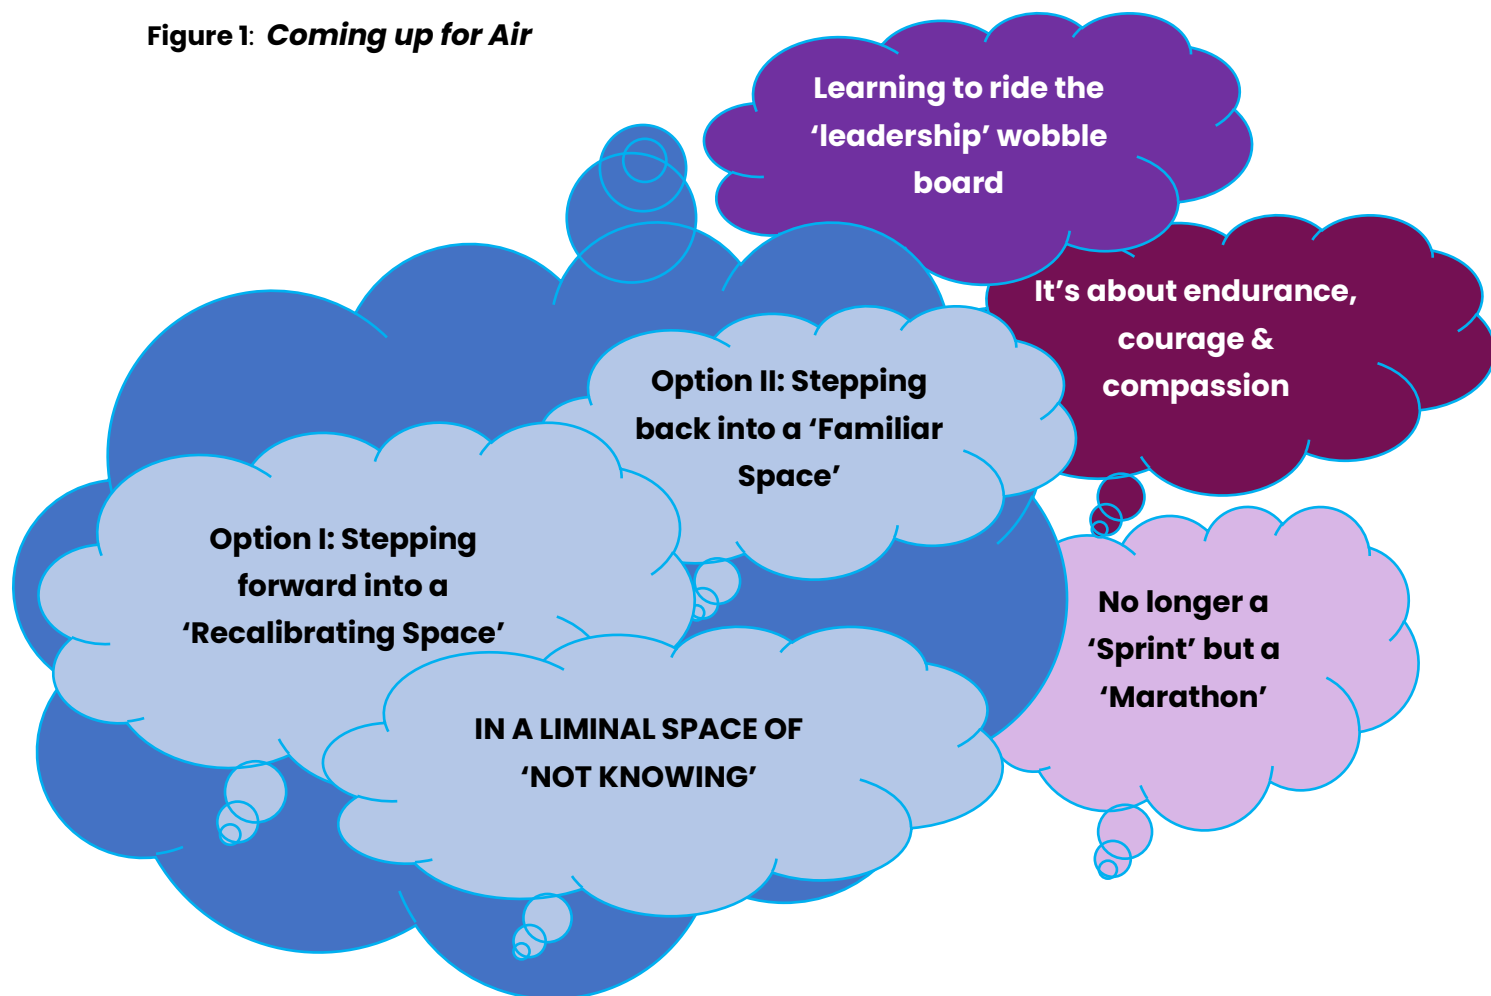 Figure 1: Coming up for Air
Learning to ride the
‘leadership’ wobble
board
It’s about endurance,
courage &
compassion
Option II: Stepping
back into a ‘Familiar
Space’
Option I: Stepping
forward into a
‘Recalibrating Space’
No longer a
‘Sprint’ but a
‘Marathon’
IN A LIMINAL SPACE OF
‘NOT KNOWING’